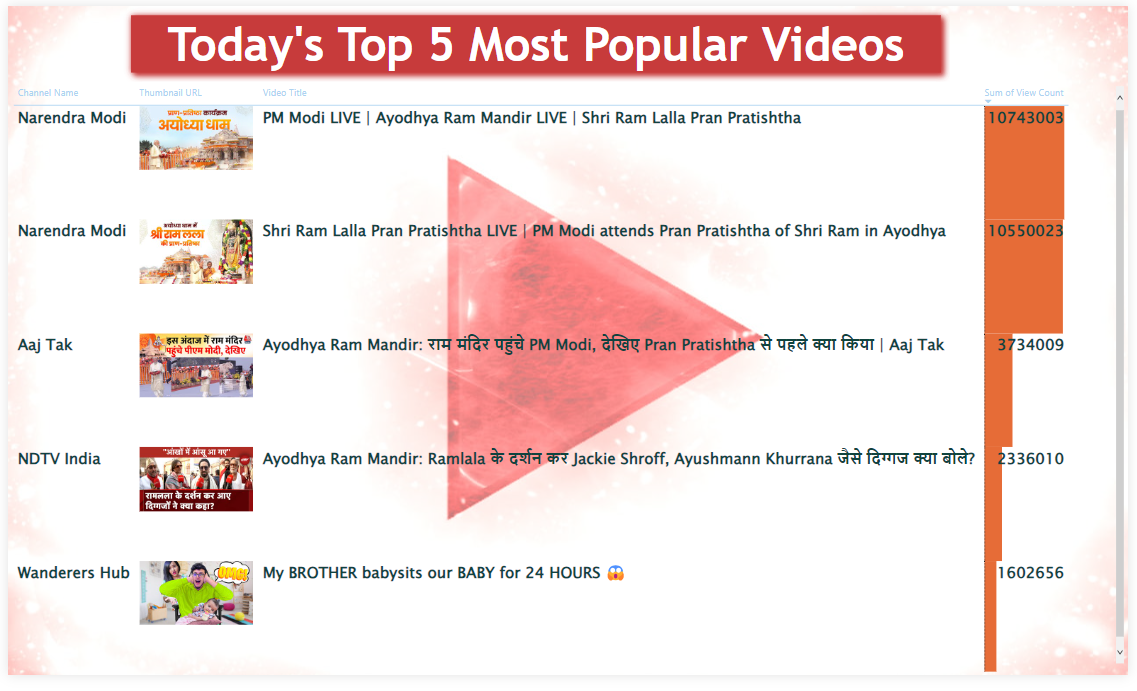 Today's Top 5 Most Popular Videos
Channel Name Thumbnail URL Video Title Sum of View Count
Narendra Modi
प्राण-प्रतिष्ठा कार्यक्रम
अयोध्या धाम
PM Modi LIVE | Ayodhya Ram Mandir LIVE | Shri Ram Lalla Pran Pratishtha
10743003
Narendra Modi
अयोध्या धाम में
श्री राम लला
की प्राण-प्रतिष्ठा
Shri Ram Lalla Pran Pratishtha LIVE | PM Modi attends Pran Pratishtha of Shri Ram in Ayodhya
10550023
Aaj Tak
इस अंदाज में राम मंदिर
पहुंचे पीएम मोदी, देखिए
Ayodhya Ram Mandir: राम मंदिर पहुंचे PM Modi, देखिए Pran Pratishtha से पहले क्या किया | Aaj Tak
3734009
NDTV India
"आंखों में आंसू आ गए"
रामलला के दर्शन कर आए
दिग्गजों ने क्या कहा?
Ayodhya Ram Mandir: Ramlala के दर्शन कर Jackie Shroff, Ayushmann Khurrana जैसे दिग्गज क्या बोले?
2336010
Wanderers Hub
OMG!
My BROTHER babysits our BABY for 24 HOURS 😱
1602656